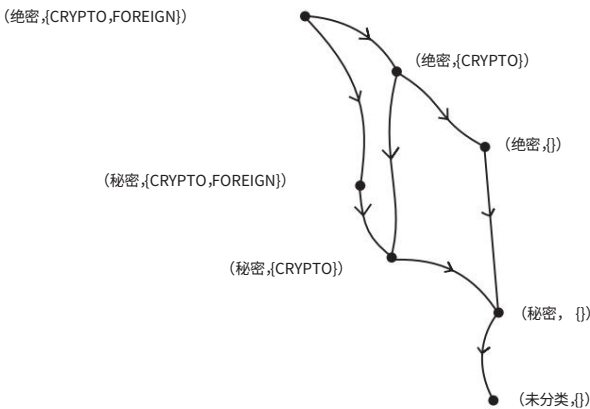 （绝密,{CRYPTO,FOREIGN}）
（绝密,{CRYPTO}）
（绝密,{}）
（秘密,{CRYPTO,FOREIGN}）
（秘密,{CRYPTO}）
（秘密， {}）
（未分类,{}）